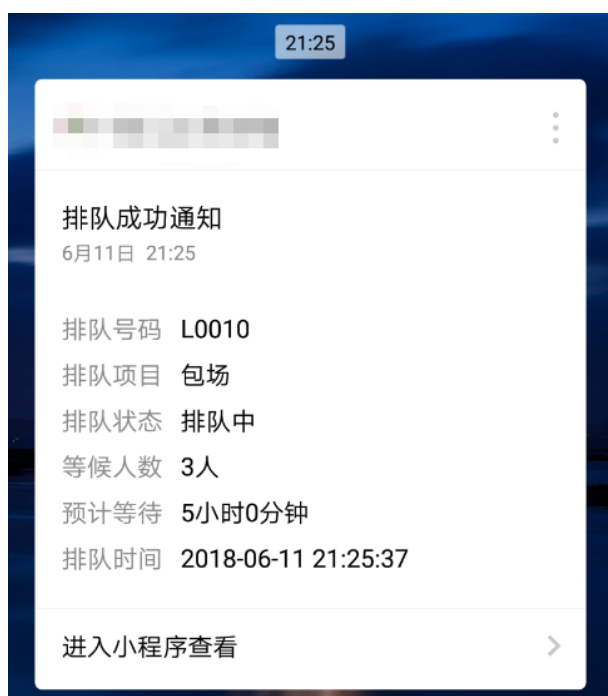 21:25
排队成功通知
6月11日 21:25
排队号码 L0010
排队项目 包场
排队状态 排队中
等候人数 3人
预计等待 5小时0分钟
排队时间 2018-06-11 21:25:37
进入小程序查看